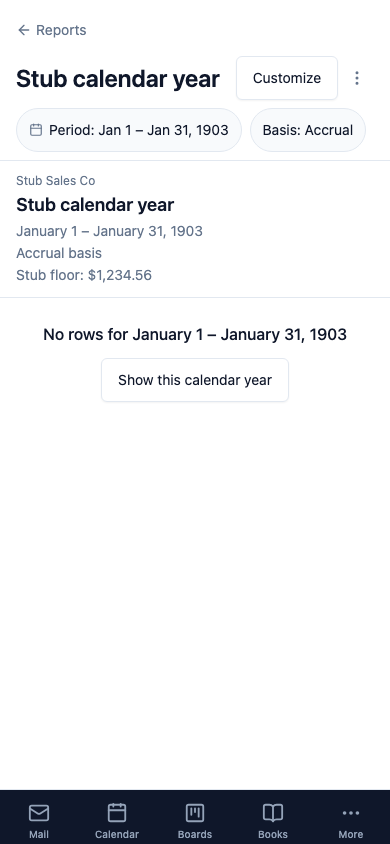 Reports
Stub calendar year
Customize
Period: Jan 1 – Jan 31, 1903
Basis: Accrual
Stub Sales Co
Stub calendar year
January 1 – January 31, 1903
Accrual basis
Stub floor: $1,234.56
No rows for January 1 – January 31, 1903
Show this calendar year
Mail
Calendar
Boards
Books
More